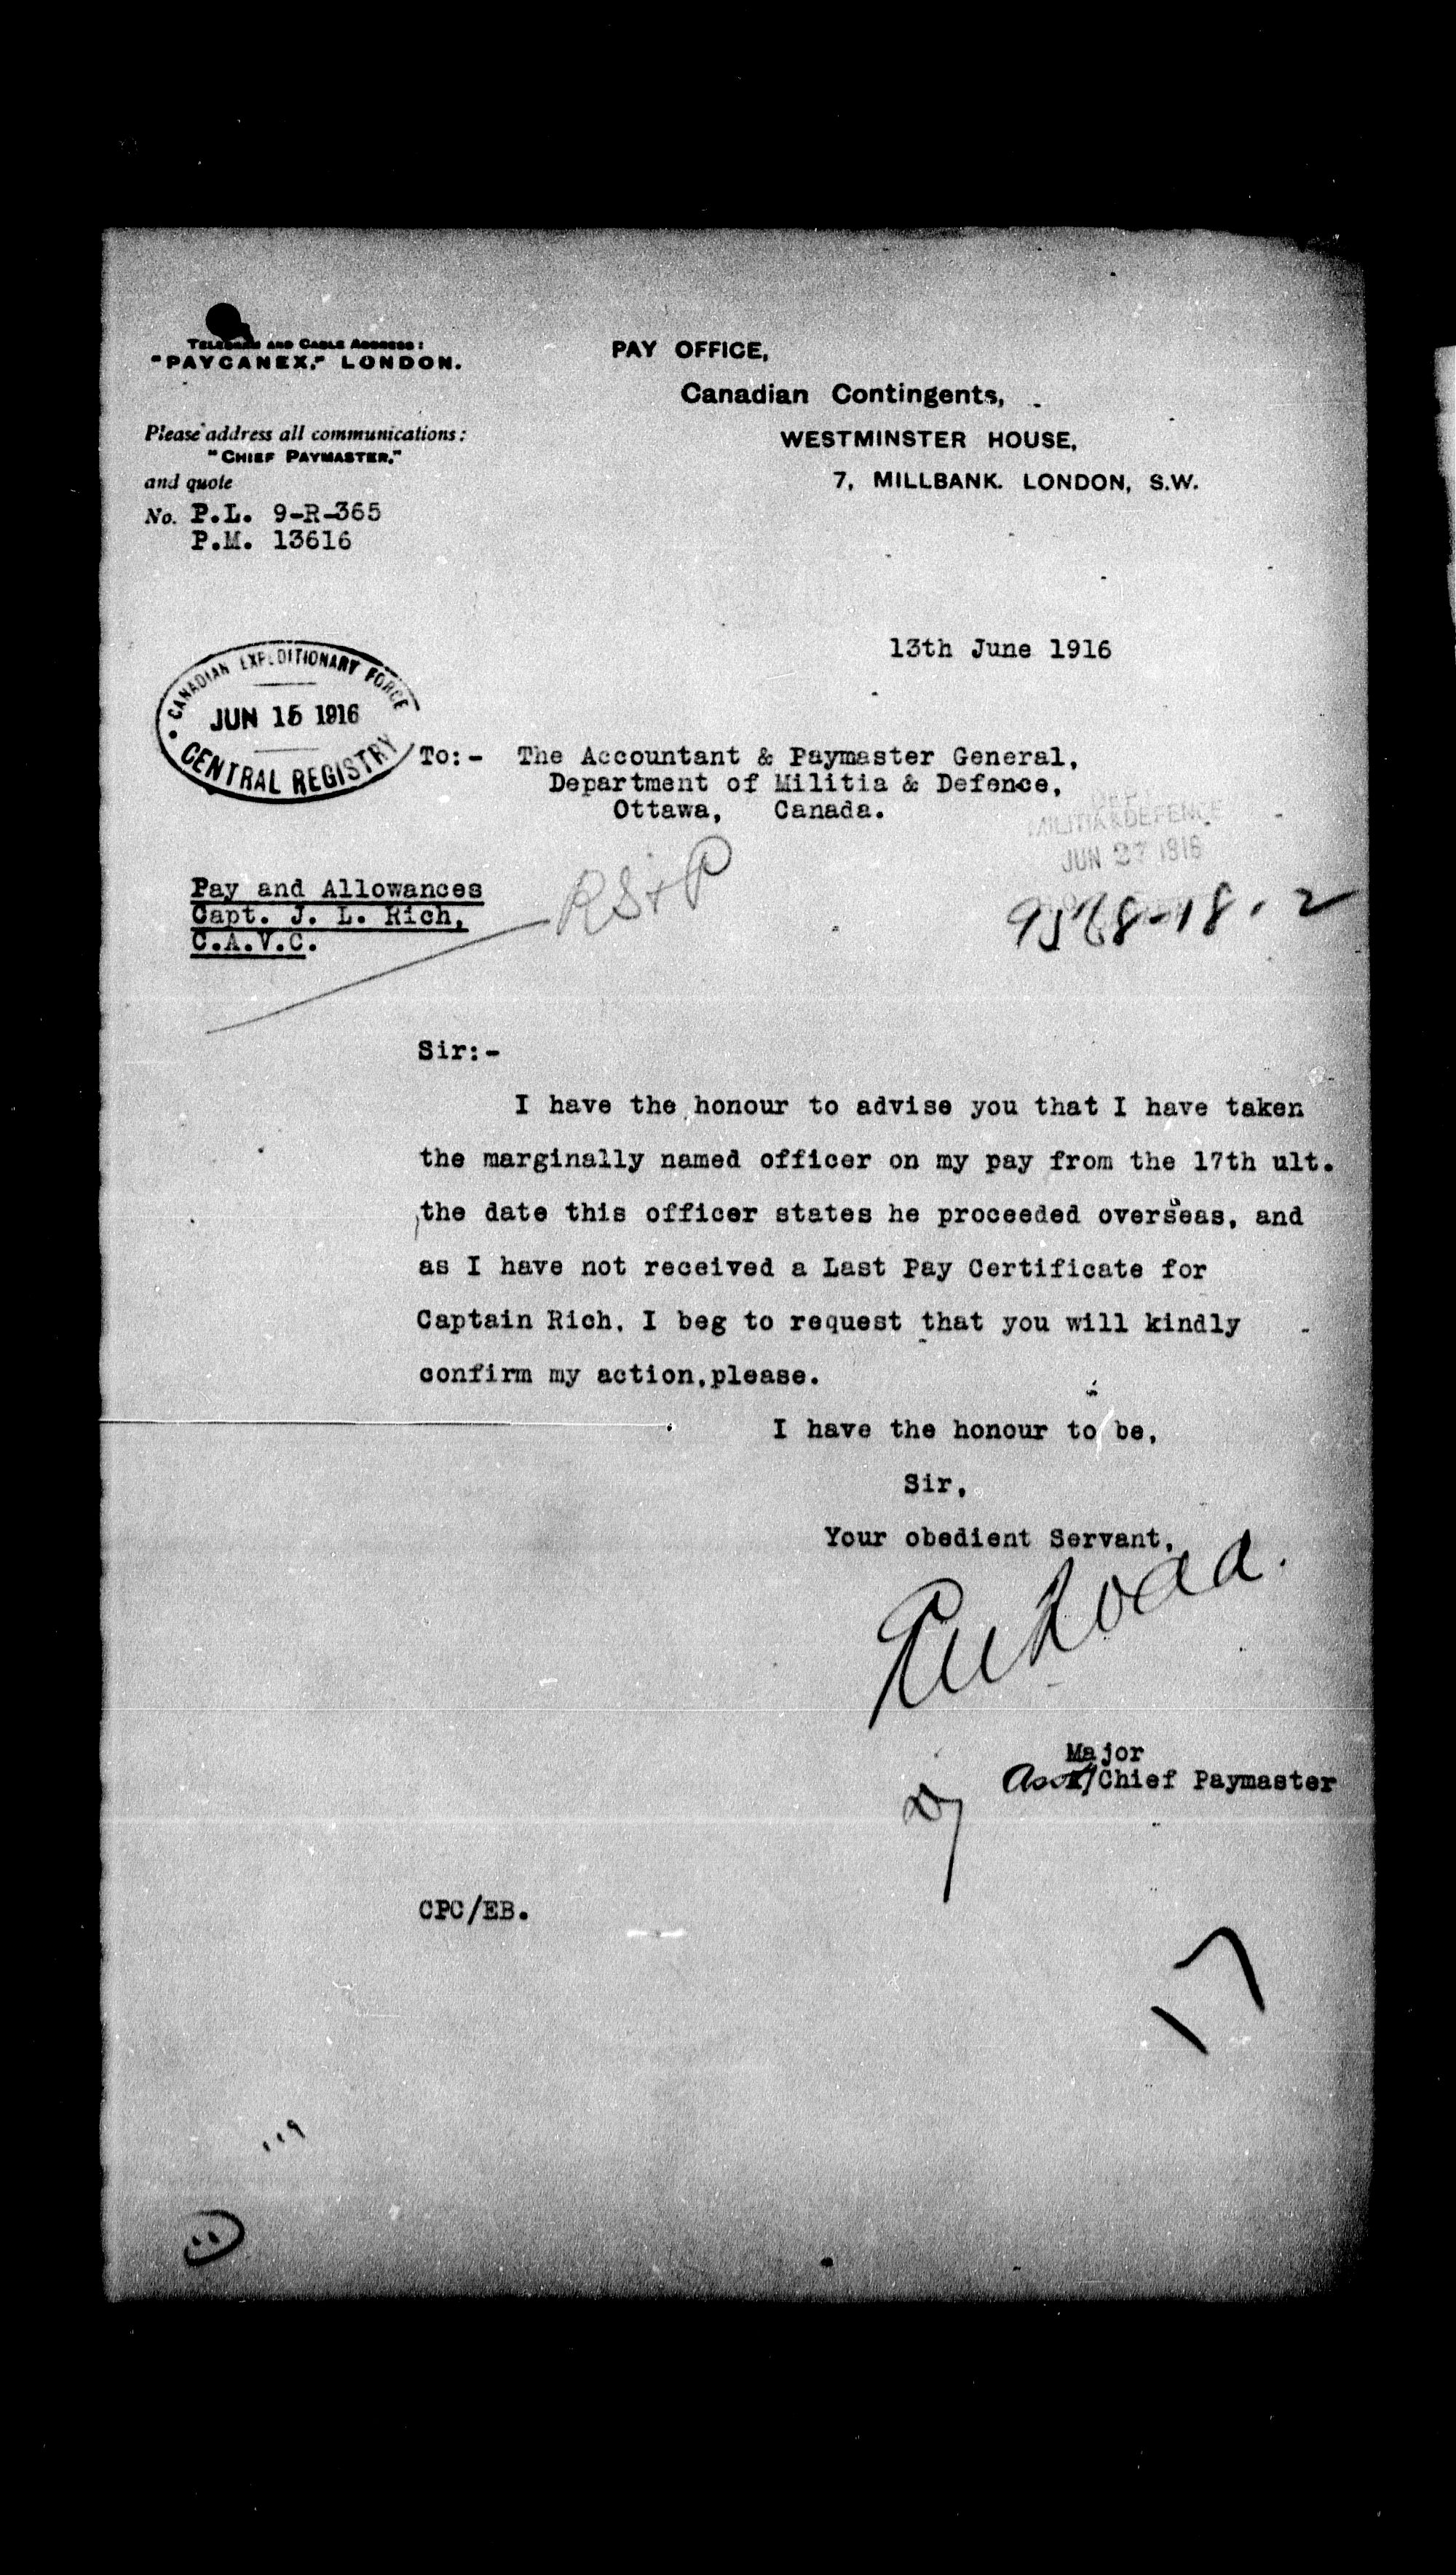 TELEGRAM AND CABLE ADDRESS:
"PAYCANEX," LONDON.
Please address all communications:
"CHIEF PAYMASTER,"
and quote
No. P.L. 9-R-365
P.M. 13616
PAY OFFICE,
Canadian Contingents,
WESTMINSTER HOUSE,
7, MILLBANK. LONDON, S.W.
13th June 1916
CANADIAN EXPEDITIONARY FORCE
JUN 15 1916
CENTRAL REGISTRY
To:- The Accountant & Paymaster General,
Department of Militia & Defence,
Ottawa, Canada.
DEPT
MILITIA & DEFENCE
JUN 27 1916
Pay and Allowances
Capt. J. L. Rich,
C.A.V.C.
RS+P
Sir:-
I have the honour to advise you that I have taken
the marginally named officer on my pay from the 17th ult.
the date this officer states he proceeded overseas, and
as I have not received a Last Pay Certificate for
Captain Rich, I beg to request that you will kindly
confirm my action,please.
I have the honour to be,
Sir,
Your obedient Servant,
Major
Asst/Chief Paymaster
CPC/EB.